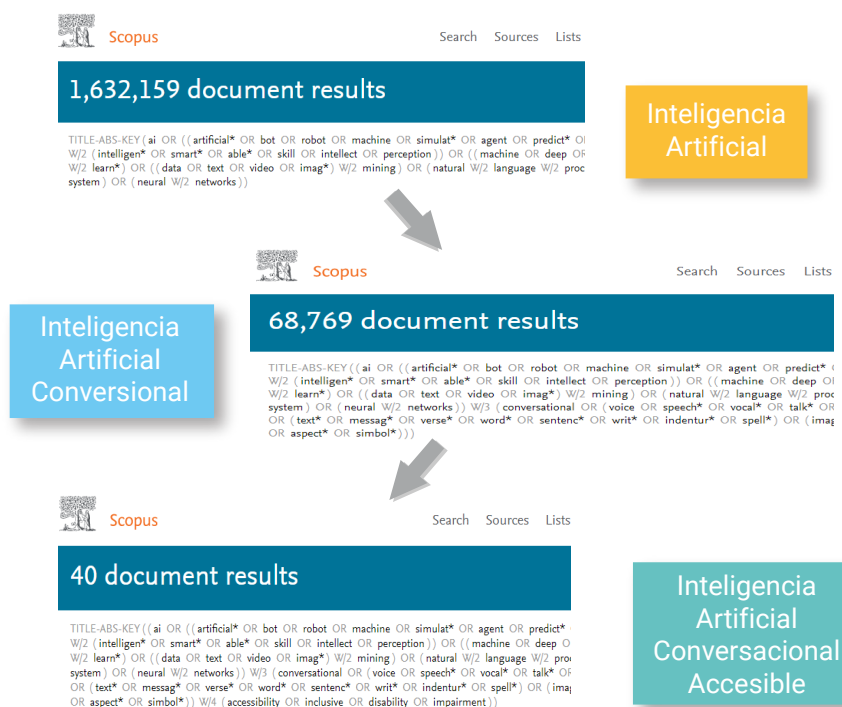 Scopus
Search Sources Lists
1,632,159 document results
TITLE-ABS-KEY (ai OR ((artificial* OR bot OR robot OR machine OR simulat* OR agent OR predict*
W/2 (intelligen* OR smart* OR able* OR skill OR intellect OR perception)) OR ((machine OR deep OR
W/2 learn*) OR ((data OR text OR video OR imag*) W/2 mining) OR (natural W/2 language W/2 proc
system) OR (neural W/2 networks))
Inteligencia
Artificial
Scopus
Search Sources Lists
68,769 document results
TITLE-ABS-KEY ((ai OR ((artificial* OR bot OR robot OR machine OR simulat* OR agent OR predict*
W/2 (intelligen* OR smart* OR able* OR skill OR intellect OR perception)) OR ((machine OR deep
W/2 learn*) OR ((data OR text OR video OR imag*) W/2 mining) OR (natural W/2 language W/2 proc
system) OR (neural W/2 networks)) W/3 (conversational OR (voice OR speech* OR vocal* OR talk* OR
OR (text* OR messag* OR verse* OR word* OR sentenc* OR writ* OR indentur* OR spell*) OR (imag
OR aspect* OR simbol*)))
Inteligencia
Artificial
Conversional
Scopus
Search Sources Lists
40 document results
TITLE-ABS-KEY ((ai OR ((artificial* OR bot OR robot OR machine OR simulat* OR agent OR predict*
W/2 (intelligen* OR smart* OR able* OR skill OR intellect OR perception)) OR ((machine OR deep
W/2 learn*) OR ((data OR text OR video OR imag*) W/2 mining) OR (natural W/2 language W/2
system) OR (neural W/2 networks)) W/3 (conversational OR (voice OR speech* OR vocal* OR talk*
OR (text* OR messag* OR verse* OR word* OR sentenc* OR writ* OR indentur* OR spell*) OR
OR aspect* OR simbol*)) W/4 (accessibility OR inclusive OR disability OR impairment))
Inteligencia
Artificial
Conversacional
Accesible